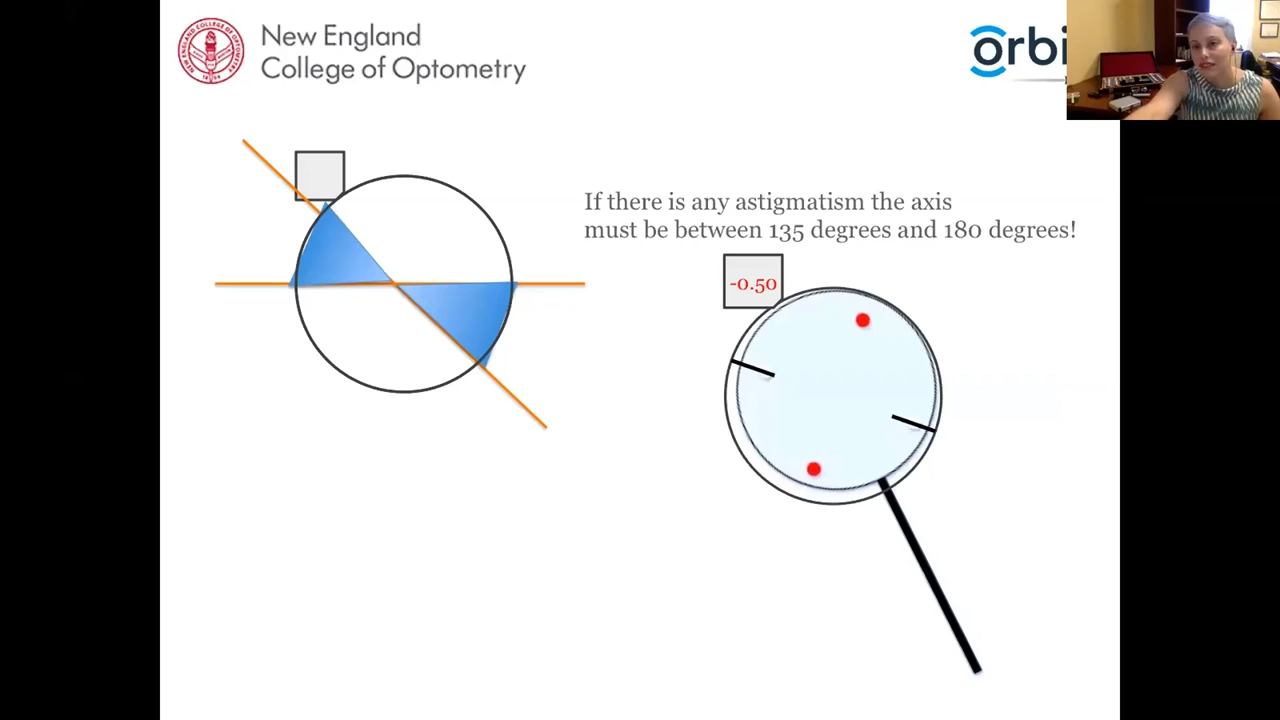 New England
College of Optometry
orbi
If there is any astigmatism the axis
must be between 135 degrees and 180 degrees!
-0.50